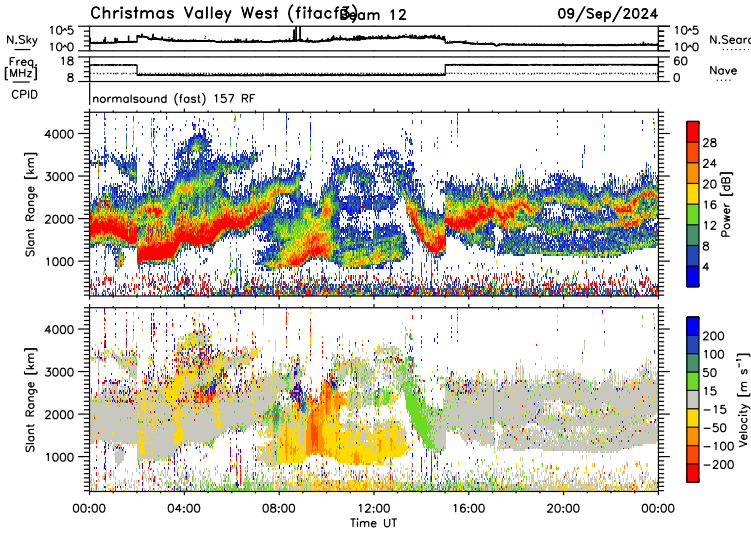 Christmas Valley West (fitacf3) Beam 12 09/Sep/2024
N.Sky 10^5 10^0 10^5 10^0 N.Sear
Freq. [MHz] 18 8 60 0 Nave
CPID normalsound (fast) 157 RF
4000
3000
2000
1000
Slant Range [km]
28
24
20
16
12
8
4
Power [dB]
4000
3000
2000
1000
Slant Range [km]
200
100
50
15
-15
-50
-100
-200
Velocity [m s⁻¹]
00:00 04:00 08:00 12:00 16:00 20:00 00:00
Time UT